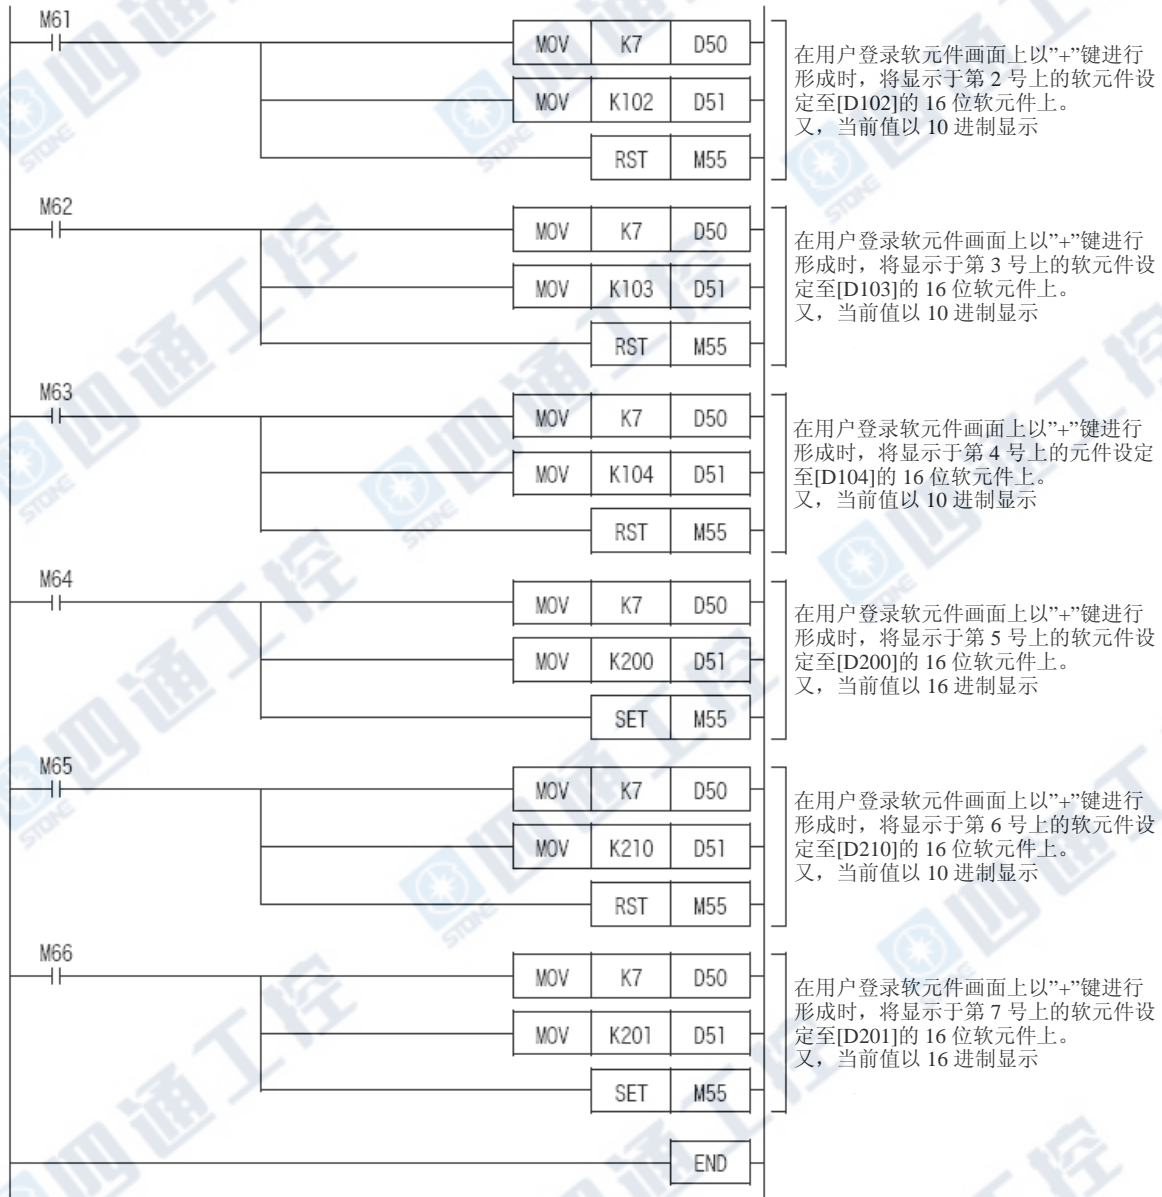 M61
MOV K7 D50
MOV K102 D51
RST M55
在用户登录软元件画面上以”+”键进行
形成时，将显示于第 2 号上的软元件设
定至[D102]的 16 位软元件上。
又，当前值以 10 进制显示
M62
MOV K7 D50
MOV K103 D51
RST M55
在用户登录软元件画面上以”+”键进行
形成时，将显示于第 3 号上的软元件设
定至[D103]的 16 位软元件上。
又，当前值以 10 进制显示
M63
MOV K7 D50
MOV K104 D51
RST M55
在用户登录软元件画面上以”+”键进行
形成时，将显示于第 4 号上的元件设定
至[D104]的 16 位软元件上。
又，当前值以 10 进制显示
M64
MOV K7 D50
MOV K200 D51
SET M55
在用户登录软元件画面上以”+”键进行
形成时，将显示于第 5 号上的软元件设
定至[D200]的 16 位软元件上。
又，当前值以 16 进制显示
M65
MOV K7 D50
MOV K210 D51
RST M55
在用户登录软元件画面上以”+”键进行
形成时，将显示于第 6 号上的软元件设
定至[D210]的 16 位软元件上。
又，当前值以 10 进制显示
M66
MOV K7 D50
MOV K201 D51
SET M55
在用户登录软元件画面上以”+”键进行
形成时，将显示于第 7 号上的软元件设
定至[D201]的 16 位软元件上。
又，当前值以 16 进制显示
END
四通工控
STONE